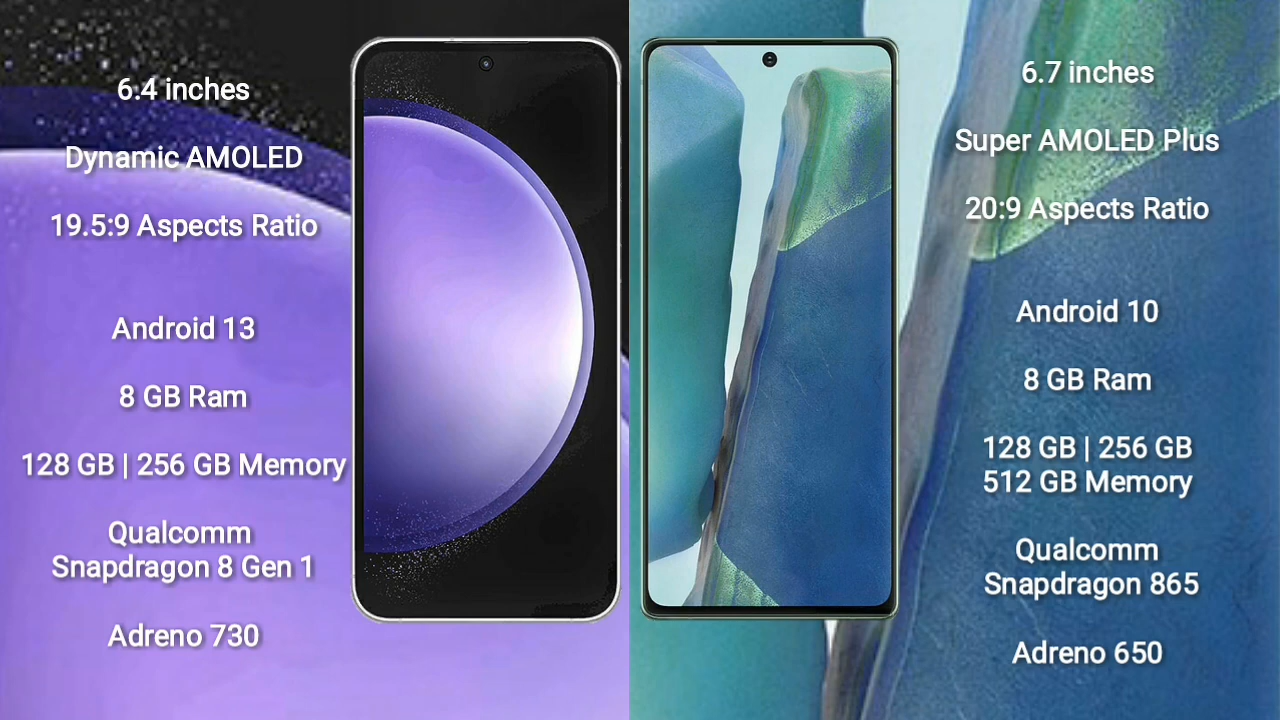 6.4 inches
Dynamic AMOLED
19.5:9 Aspects Ratio
Android 13
8 GB Ram
128 GB | 256 GB Memory
Qualcomm
Snapdragon 8 Gen 1
Adreno 730
6.7 inches
Super AMOLED Plus
20:9 Aspects Ratio
Android 10
8 GB Ram
128 GB | 256 GB
512 GB Memory
Qualcomm
Snapdragon 865
Adreno 650